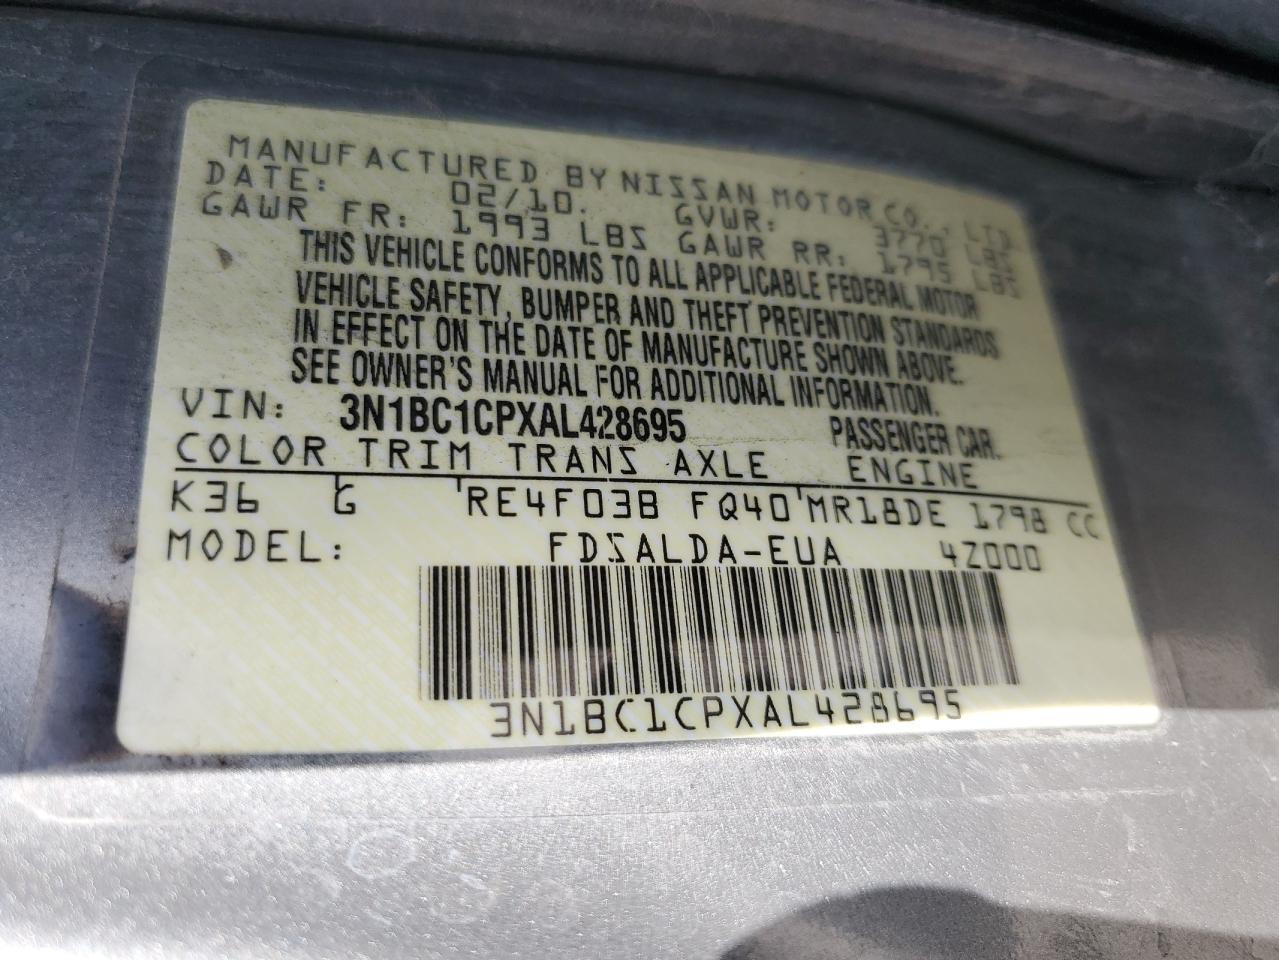 MANUFACTURED BY NISSAN MOTOR CO., LTD
DATE: 02/10. GVWR: 3770 LBS
GAWR FR: 1993 LBS GAWR RR: 1795 LBS
THIS VEHICLE CONFORMS TO ALL APPLICABLE FEDERAL MOTOR
VEHICLE SAFETY, BUMPER AND THEFT PREVENTION STANDARDS
IN EFFECT ON THE DATE OF MANUFACTURE SHOWN ABOVE.
SEE OWNER'S MANUAL FOR ADDITIONAL INFORMATION.
VIN: 3N1BC1CPXAL428695 PASSENGER CAR.
COLOR TRIM TRANS AXLE ENGINE
K36 G RE4F03B FQ40 MR18DE 1798 CC
MODEL: FDSALDA-EUA 4Z000
3N1BC1CPXAL428695